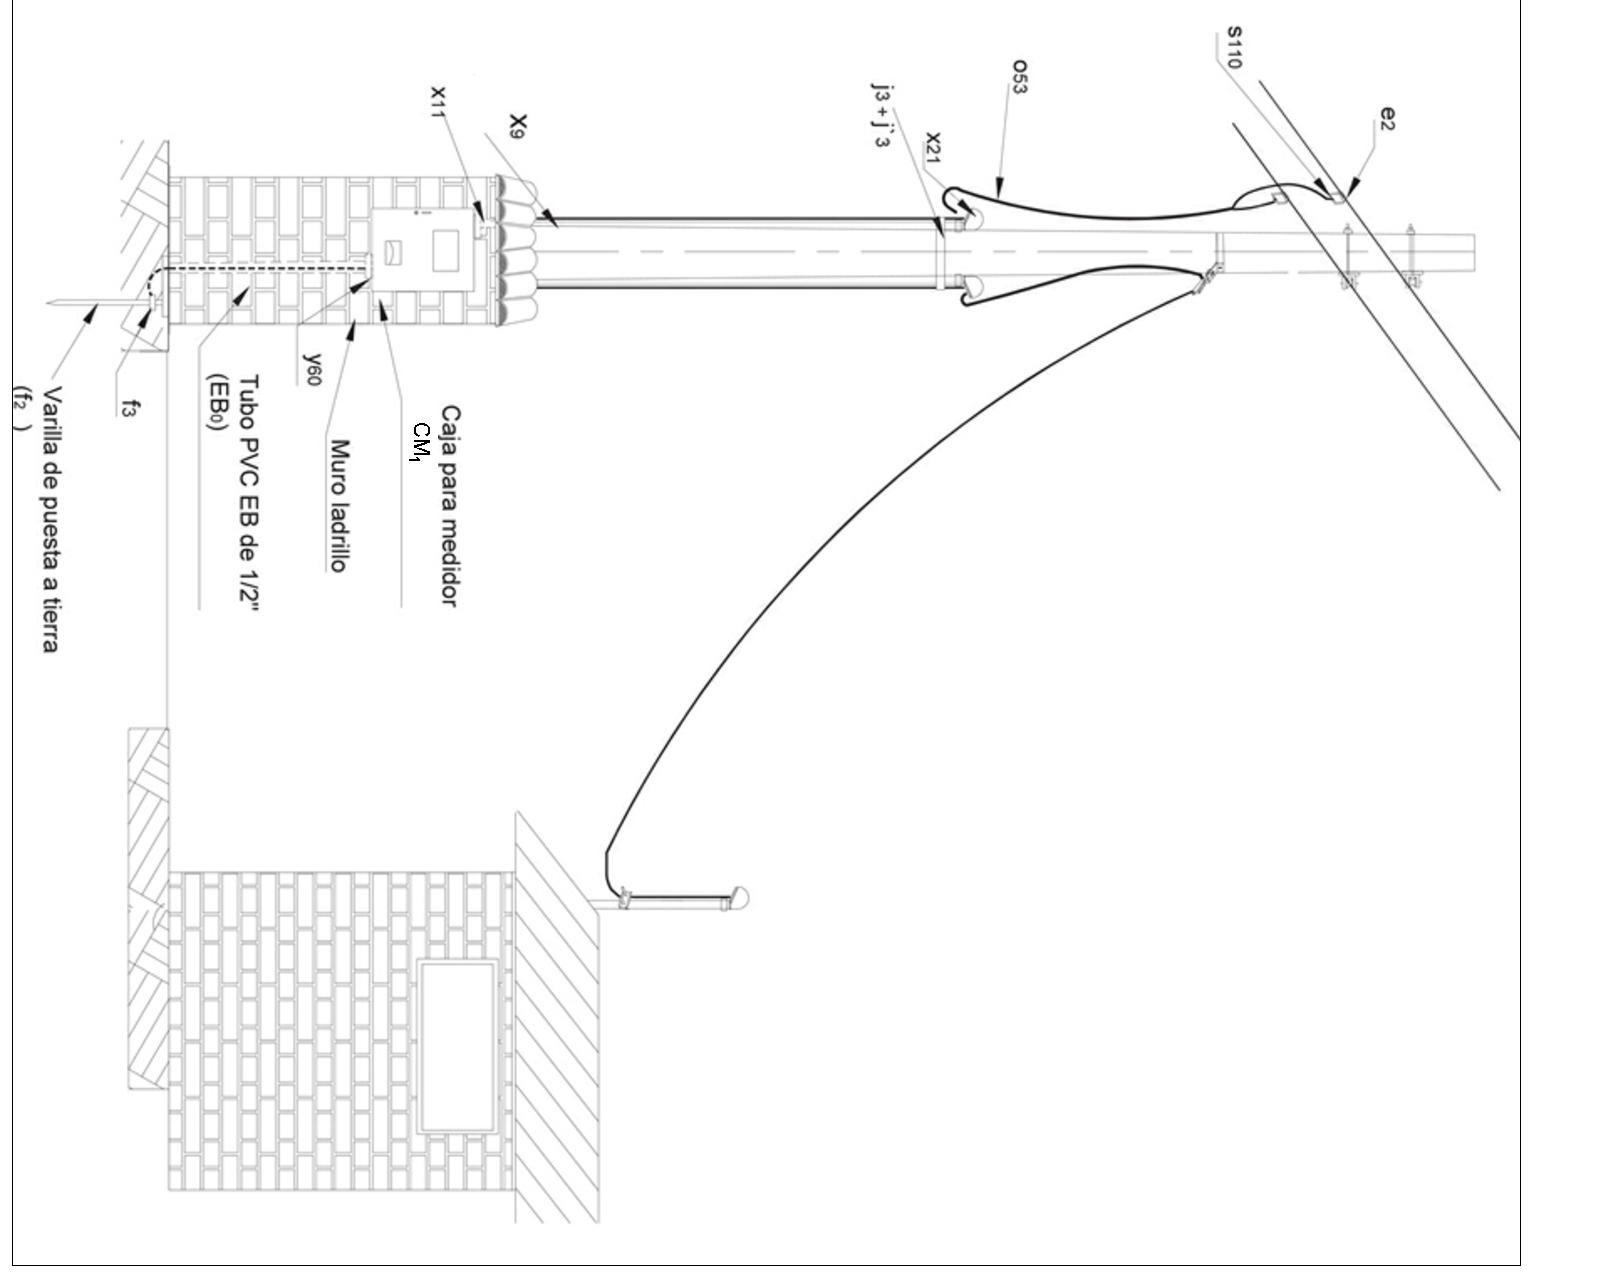 e2
s110
o53
x21
j3 + j`3
x9
x11
Caja para medidor
CM1
Muro ladrillo
y60
Tubo PVC EB de 1/2"
(EB0)
f3
Varilla de puesta a tierra
(f2 )